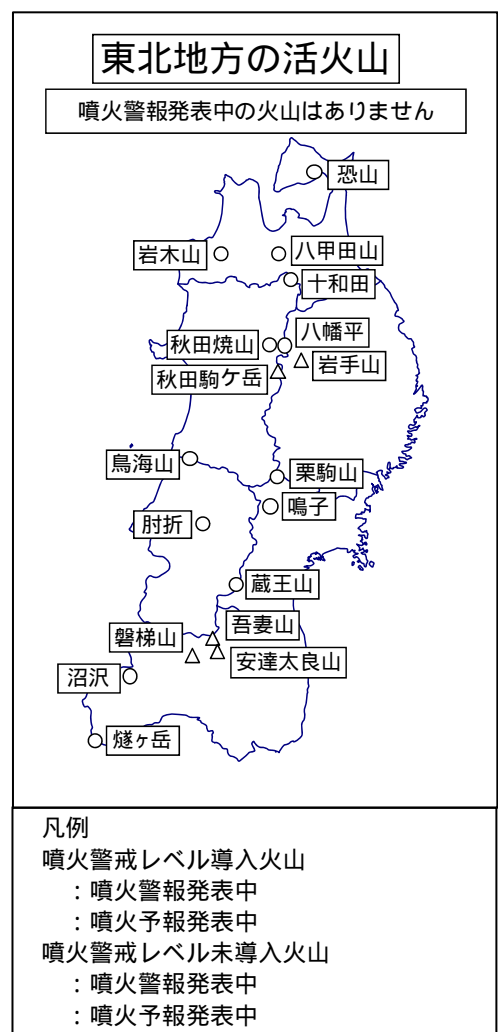 東北地方の活火山
噴火警報発表中の火山はありません
恐山
岩木山
八甲田山
十和田
八幡平
秋田焼山
岩手山
秋田駒ケ岳
鳥海山
栗駒山
鳴子
肘折
蔵王山
吾妻山
磐梯山
安達太良山
沼沢
燧ヶ岳
凡例
噴火警戒レベル導入火山
：噴火警報発表中
：噴火予報発表中
噴火警戒レベル未導入火山
：噴火警報発表中
：噴火予報発表中